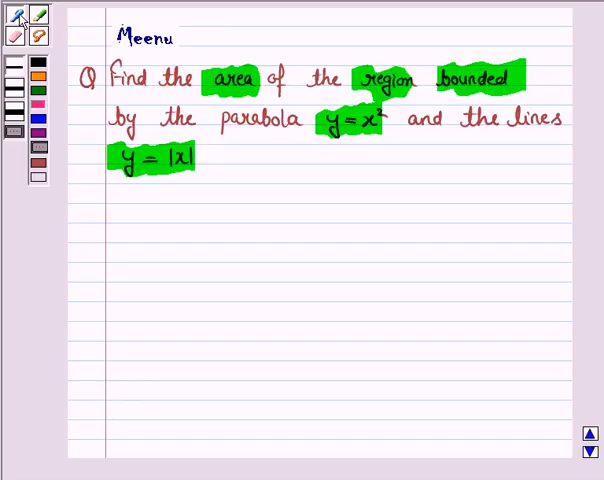 Meenu
Q Find the area of the region bounded
by the parabola y = x² and the lines
y = |x|